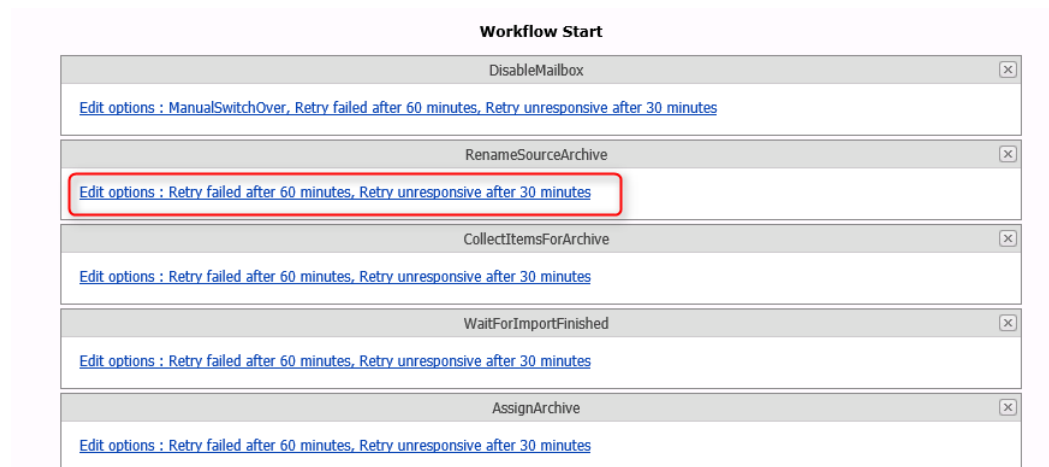 Workflow Start
DisableMailbox
Edit options : ManualSwitchOver, Retry failed after 60 minutes, Retry unresponsive after 30 minutes
RenameSourceArchive
Edit options : Retry failed after 60 minutes, Retry unresponsive after 30 minutes
CollectItemsForArchive
Edit options : Retry failed after 60 minutes, Retry unresponsive after 30 minutes
WaitForImportFinished
Edit options : Retry failed after 60 minutes, Retry unresponsive after 30 minutes
AssignArchive
Edit options : Retry failed after 60 minutes, Retry unresponsive after 30 minutes